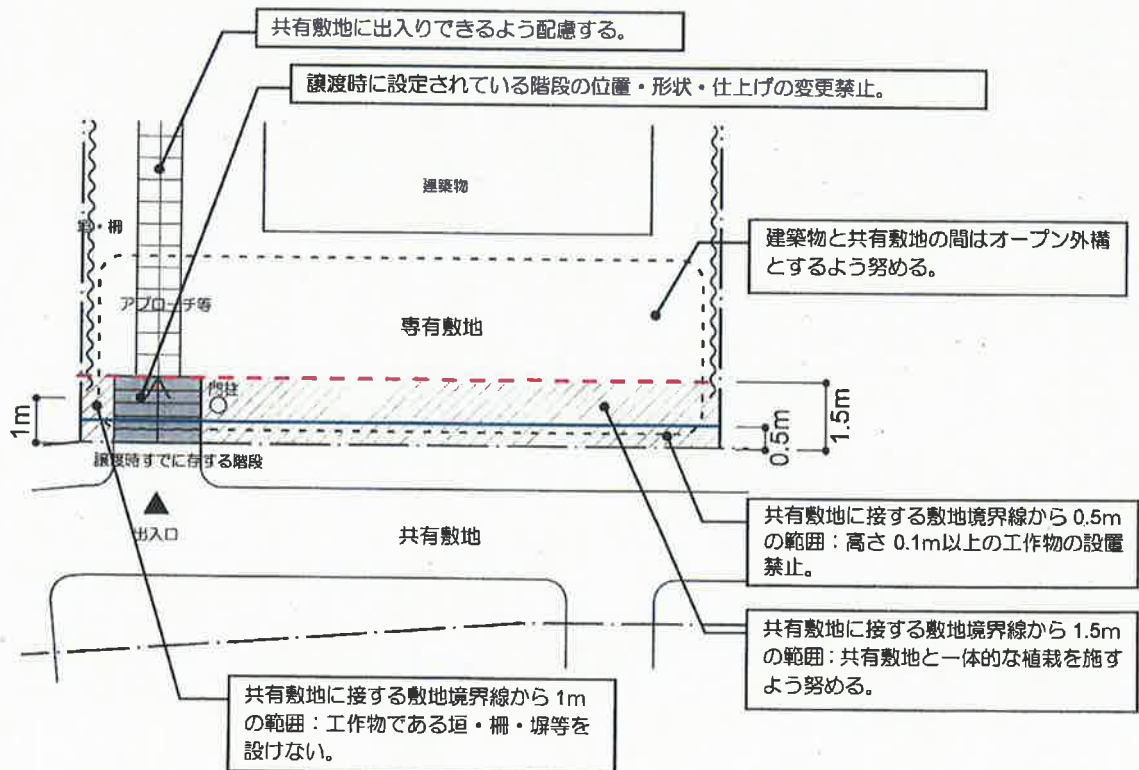 共有敷地に出入りできるよう配慮する。
譲渡時に設定されている階段の位置・形状・仕上げの変更禁止。
建築物
・柵
建築物と共有敷地の間はオープン外構
とするよう努める。
アプローチ等
専有敷地
門柱
1m
0.5m
1.5m
譲渡時すでに存する階段
出入口
共有敷地
共有敷地に接する敷地境界線から 0.5m
の範囲：高さ 0.1m以上の工作物の設置
禁止。
共有敷地に接する敷地境界線から 1.5m
の範囲：共有敷地と一体的な植栽を施す
よう努める。
共有敷地に接する敷地境界線から 1m
の範囲：工作物である垣・柵・塀等を
設けない。